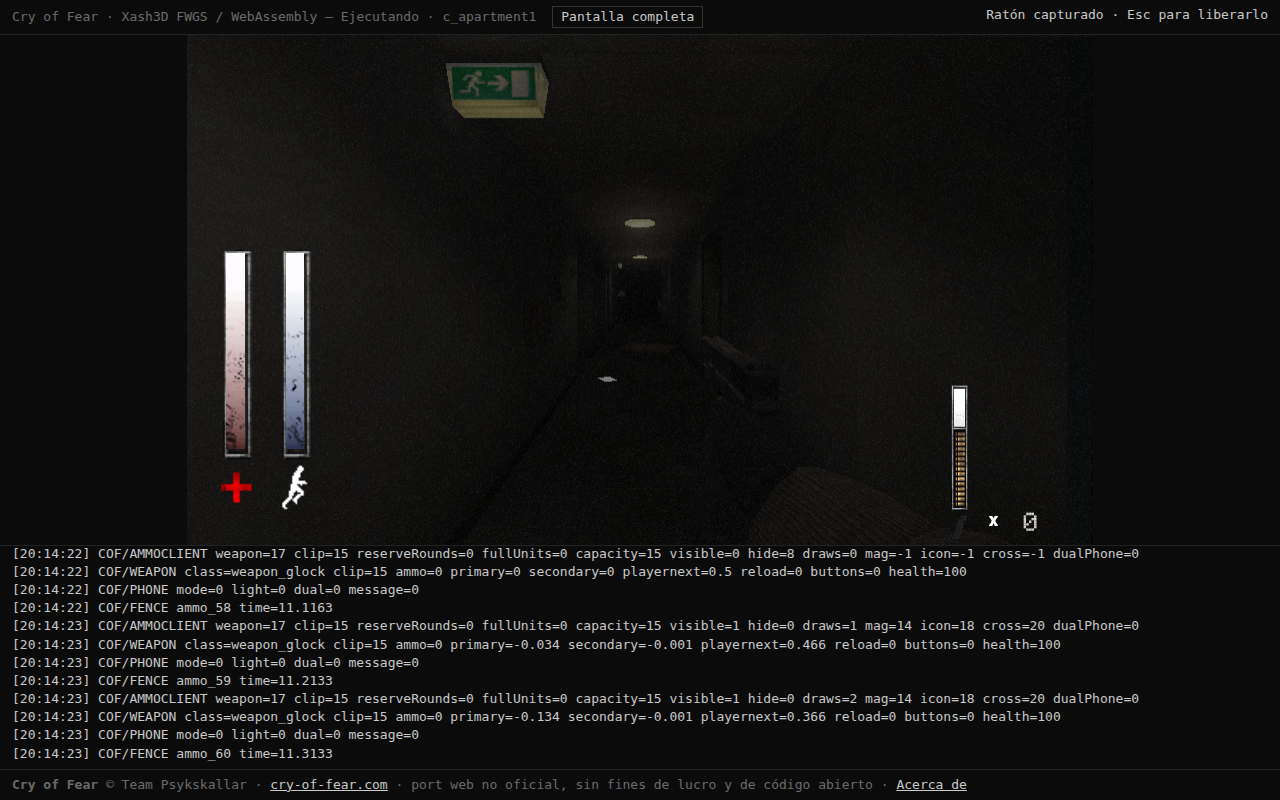 Cry of Fear · Xash3D FWGS / WebAssembly — Ejecutando · c_apartment1
Pantalla completa
Ratón capturado · Esc para liberarlo
x 0
[20:14:22] COF/AMMOCLIENT weapon=17 clip=15 reserveRounds=0 fullUnits=0 capacity=15 visible=0 hide=8 draws=0 mag=-1 icon=-1 cross=-1 dualPhone=0
[20:14:22] COF/WEAPON class=weapon_glock clip=15 ammo=0 primary=0 secondary=0 playernext=0.5 reload=0 buttons=0 health=100
[20:14:22] COF/PHONE mode=0 light=0 dual=0 message=0
[20:14:22] COF/FENCE ammo_58 time=11.1163
[20:14:23] COF/AMMOCLIENT weapon=17 clip=15 reserveRounds=0 fullUnits=0 capacity=15 visible=1 hide=0 draws=1 mag=14 icon=18 cross=20 dualPhone=0
[20:14:23] COF/WEAPON class=weapon_glock clip=15 ammo=0 primary=-0.034 secondary=-0.001 playernext=0.466 reload=0 buttons=0 health=100
[20:14:23] COF/PHONE mode=0 light=0 dual=0 message=0
[20:14:23] COF/FENCE ammo_59 time=11.2133
[20:14:23] COF/AMMOCLIENT weapon=17 clip=15 reserveRounds=0 fullUnits=0 capacity=15 visible=1 hide=0 draws=2 mag=14 icon=18 cross=20 dualPhone=0
[20:14:23] COF/WEAPON class=weapon_glock clip=15 ammo=0 primary=-0.134 secondary=-0.001 playernext=0.366 reload=0 buttons=0 health=100
[20:14:23] COF/PHONE mode=0 light=0 dual=0 message=0
[20:14:23] COF/FENCE ammo_60 time=11.3133
Cry of Fear © Team Psykskallar · cry-of-fear.com · port web no oficial, sin fines de lucro y de código abierto · Acerca de